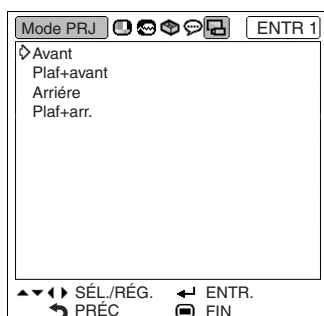 Mode PRJ ENTR 1
Avant
Plaf+avant
Arriére
Plaf+arr.
SÉL./RÉG. ENTR.
PRÉC FIN